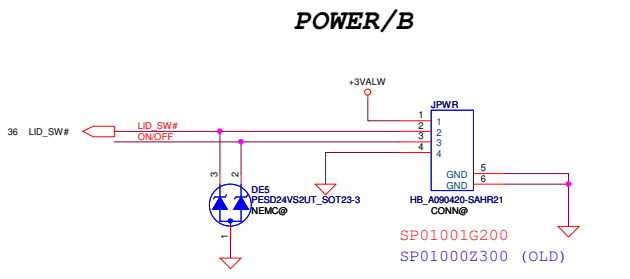 POWER/B
+3VALW
JPWR
36 LID_SW#
LID_SW#
ON/OFF
1 1
2 2
3 3
4 4
GND 5
GND 6
HB_A090420-SAHR21
CONN@
3 2
DE5
PESD24VS2UT_SOT23-3
NEMC@
1
SP01001G200
SP01000Z300 (OLD)